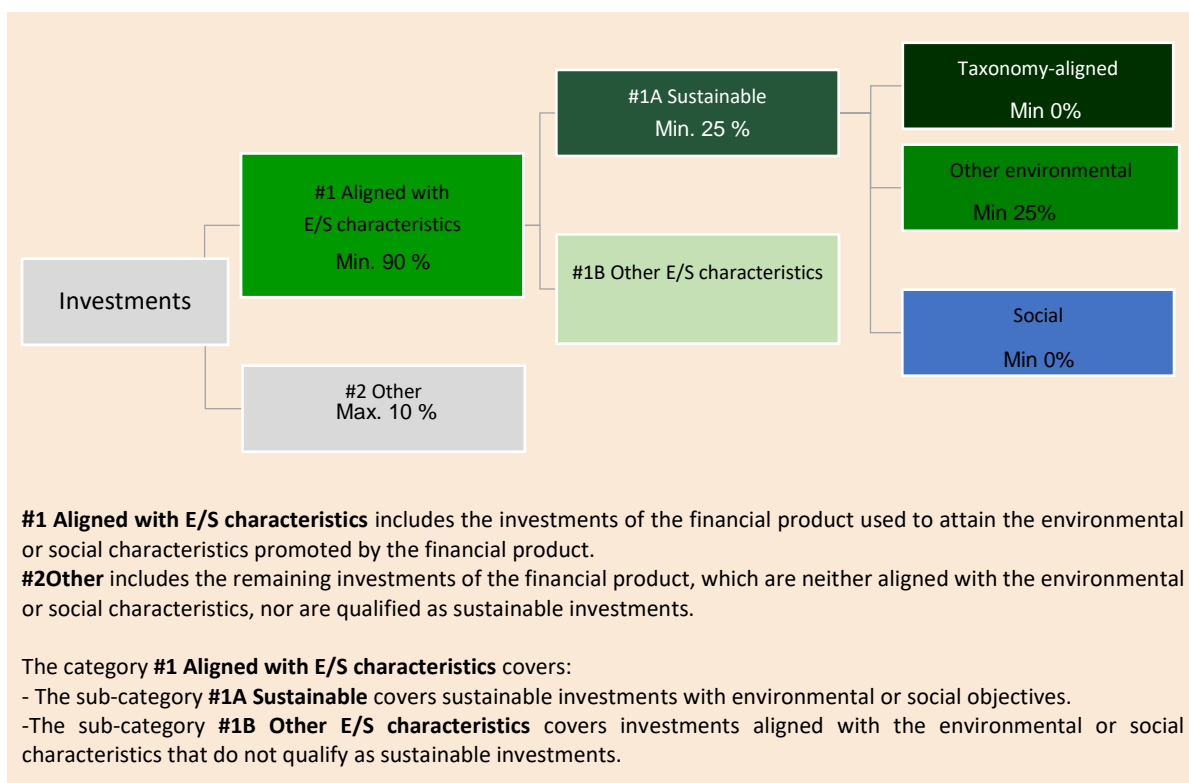 Investments
#1 Aligned with
E/S characteristics
Min. 90 %
#2 Other
Max. 10 %
#1A Sustainable
Min. 25 %
#1B Other E/S characteristics
Taxonomy-aligned
Min 0%
Other environmental
Min 25%
Social
Min 0%
#1 Aligned with E/S characteristics includes the investments of the financial product used to attain the environmental
or social characteristics promoted by the financial product.
#2Other includes the remaining investments of the financial product, which are neither aligned with the environmental
or social characteristics, nor are qualified as sustainable investments.
The category #1 Aligned with E/S characteristics covers:
- The sub-category #1A Sustainable covers sustainable investments with environmental or social objectives.
-The sub-category #1B Other E/S characteristics covers investments aligned with the environmental or social
characteristics that do not qualify as sustainable investments.